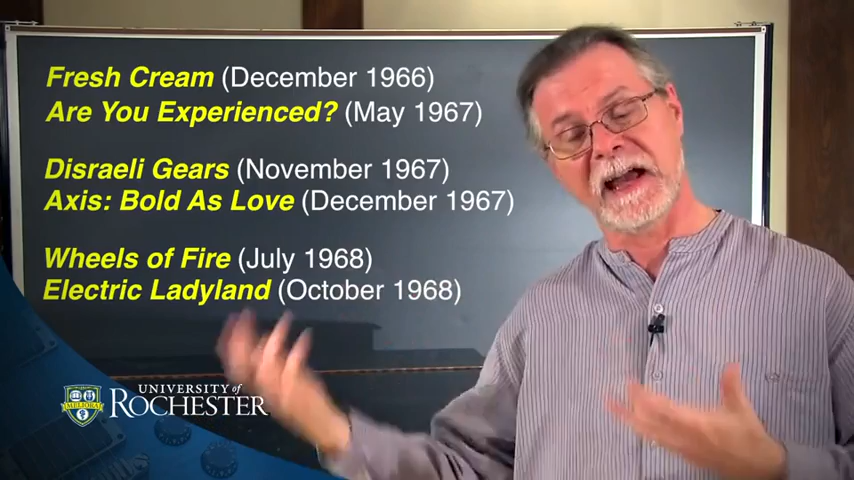 Fresh Cream (December 1966)
Are You Experienced? (May 1967)
Disraeli Gears (November 1967)
Axis: Bold As Love (December 1967)
Wheels of Fire (July 1968)
Electric Ladyland (October 1968)
MELIORA
UNIVERSITY of
ROCHESTER